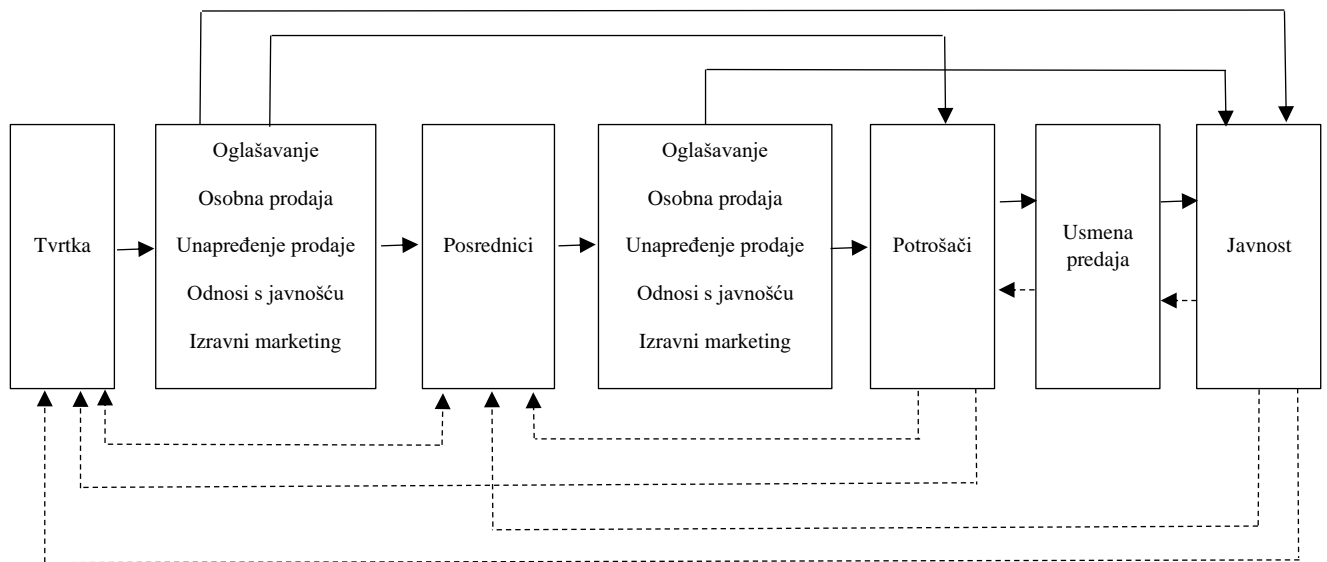 Tvrtka
Oglašavanje
Osobna prodaja
Unapređenje prodaje
Odnosi s javnošću
Izravni marketing
Posrednici
Oglašavanje
Osobna prodaja
Unapređenje prodaje
Odnosi s javnošću
Izravni marketing
Potrošači
Usmena
predaja
Javnost